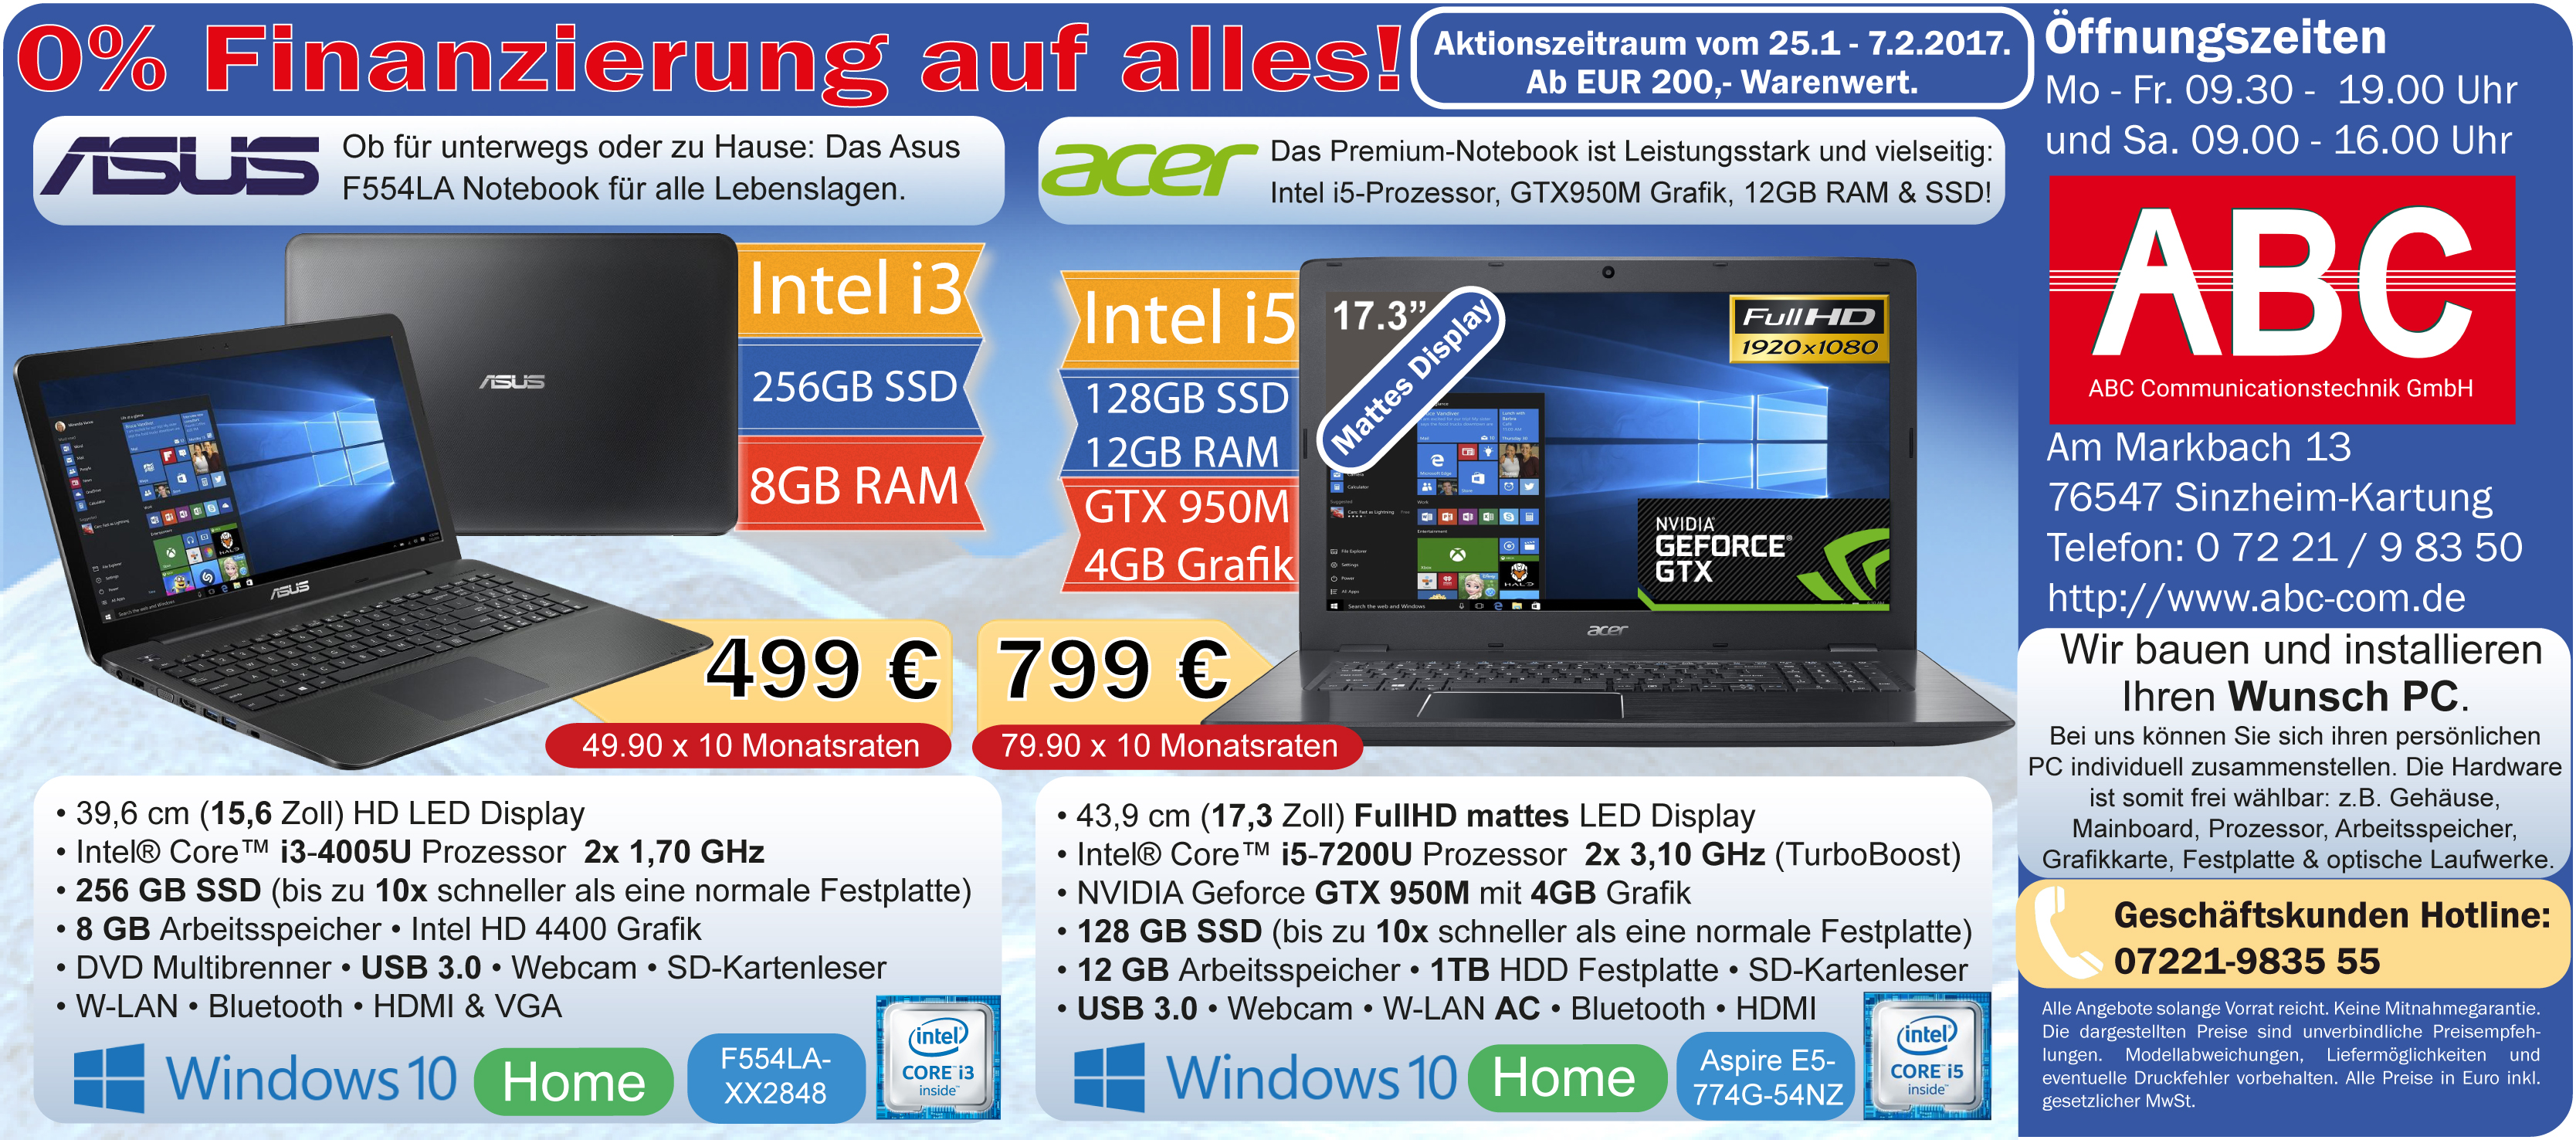 0% Finanzierung auf alles!
Aktionszeitraum vom 25.1 - 7.2.2017.
Ab EUR 200,- Warenwert.
ASUS
Ob für unterwegs oder zu Hause: Das Asus
F554LA Notebook für alle Lebenslagen.
Intel i3
256GB SSD
8GB RAM
ASUS
ASUS
499 €
49.90 x 10 Monatsraten
• 39,6 cm (15,6 Zoll) HD LED Display
• Intel® Core™ i3-4005U Prozessor 2x 1,70 GHz
• 256 GB SSD (bis zu 10x schneller als eine normale Festplatte)
• 8 GB Arbeitsspeicher • Intel HD 4400 Grafik
• DVD Multibrenner • USB 3.0 • Webcam • SD-Kartenleser
• W-LAN • Bluetooth • HDMI & VGA
Windows 10 Home
F554LA-
XX2848
intel
CORE i3
inside™
acer
Das Premium-Notebook ist Leistungsstark und vielseitig:
Intel i5-Prozessor, GTX950M Grafik, 12GB RAM & SSD!
Intel i5
128GB SSD
12GB RAM
GTX 950M
4GB Grafik
17.3”
Mattes Display
Full HD
1920x1080
NVIDIA
GEFORCE®
GTX
Search the web and Windows
acer
799 €
79.90 x 10 Monatsraten
• 43,9 cm (17,3 Zoll) FullHD mattes LED Display
• Intel® Core™ i5-7200U Prozessor 2x 3,10 GHz (TurboBoost)
• NVIDIA Geforce GTX 950M mit 4GB Grafik
• 128 GB SSD (bis zu 10x schneller als eine normale Festplatte)
• 12 GB Arbeitsspeicher • 1TB HDD Festplatte • SD-Kartenleser
• USB 3.0 • Webcam • W-LAN AC • Bluetooth • HDMI
Windows 10 Home
Aspire E5-
774G-54NZ
intel
CORE i5
inside™
Öffnungszeiten
Mo - Fr. 09.30 - 19.00 Uhr
und Sa. 09.00 - 16.00 Uhr
ABC
ABC Communicationstechnik GmbH
Am Markbach 13
76547 Sinzheim-Kartung
Telefon: 0 72 21 / 9 83 50
http://www.abc-com.de
Wir bauen und installieren
Ihren Wunsch PC.
Bei uns können Sie sich ihren persönlichen
PC individuell zusammenstellen. Die Hardware
ist somit frei wählbar: z.B. Gehäuse,
Mainboard, Prozessor, Arbeitsspeicher,
Grafikkarte, Festplatte & optische Laufwerke.
Geschäftskunden Hotline:
07221-9835 55
Alle Angebote solange Vorrat reicht. Keine Mitnahmegarantie.
Die dargestellten Preise sind unverbindliche Preisempfeh-
lungen. Modellabweichungen, Liefermöglichkeiten und
eventuelle Druckfehler vorbehalten. Alle Preise in Euro inkl.
gesetzlicher MwSt.